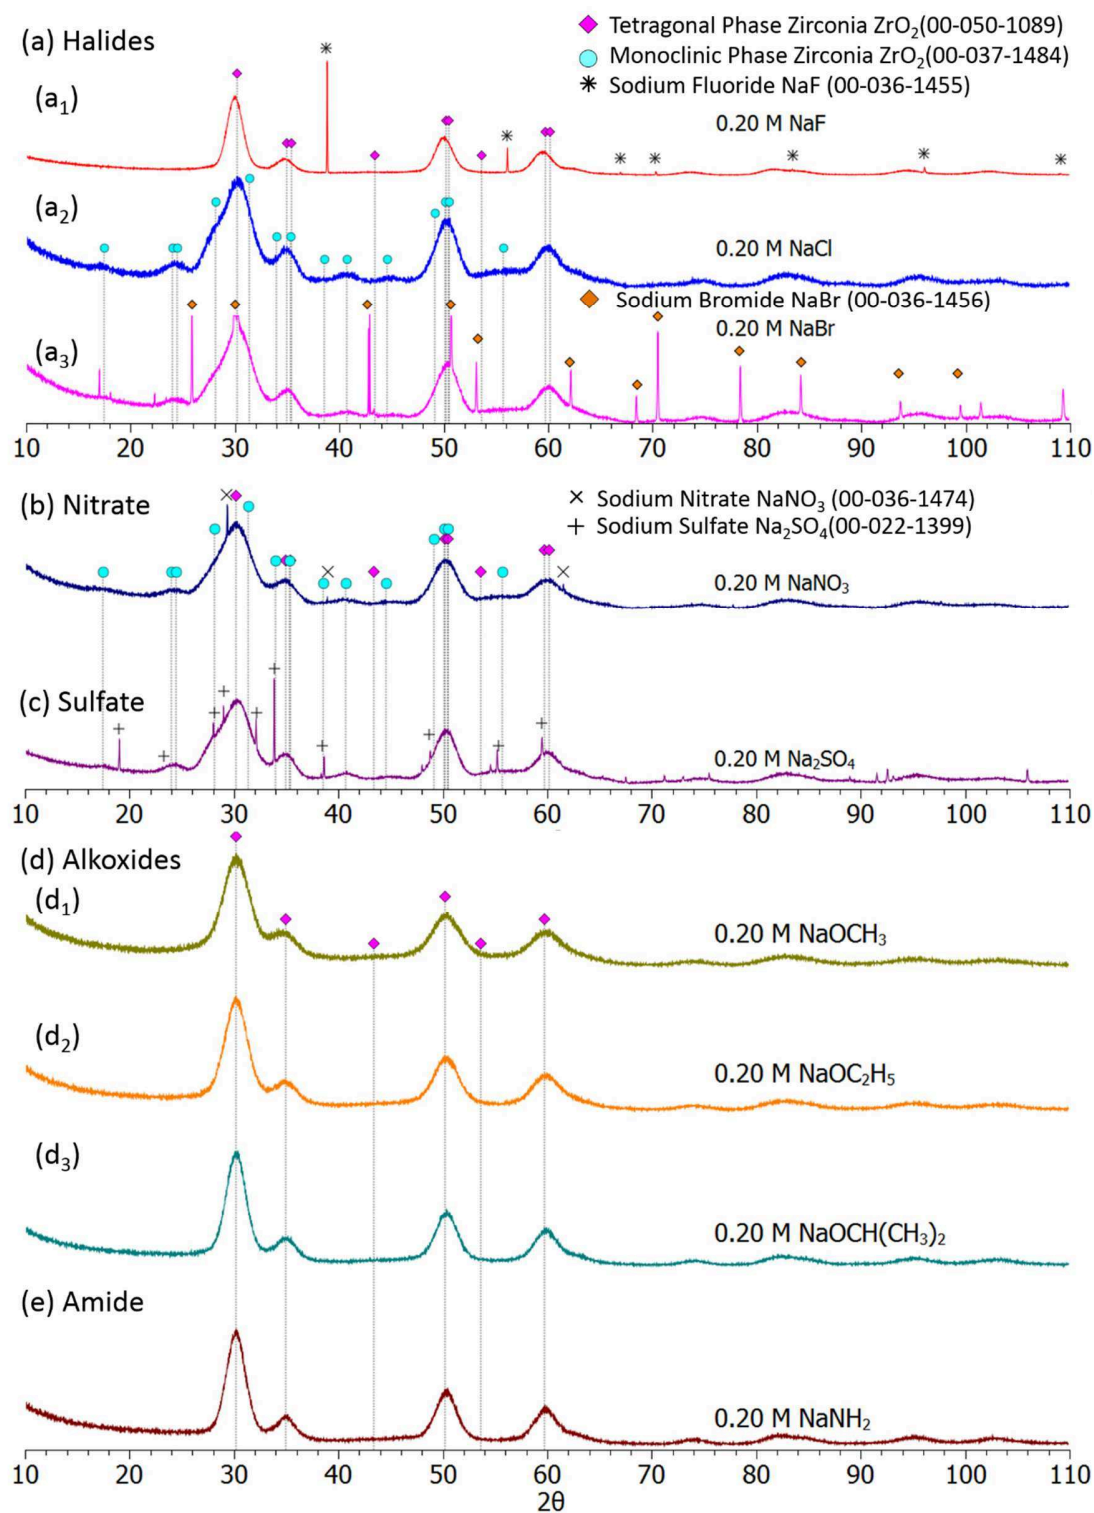 (a) Halides
Tetragonal Phase Zirconia ZrO₂(00-050-1089)
Monoclinic Phase Zirconia ZrO₂(00-037-1484)
Sodium Fluoride NaF (00-036-1455)
(a₁)
0.20 M NaF
(a₂)
0.20 M NaCl
Sodium Bromide NaBr (00-036-1456)
0.20 M NaBr
(a₃)
10 20 30 40 50 60 70 80 90 100 110
(b) Nitrate
Sodium Nitrate NaNO₃ (00-036-1474)
Sodium Sulfate Na₂SO₄(00-022-1399)
0.20 M NaNO₃
(c) Sulfate
0.20 M Na₂SO₄
10 20 30 40 50 60 70 80 90 100 110
(d) Alkoxides
(d₁)
0.20 M NaOCH₃
(d₂)
0.20 M NaOC₂H₅
(d₃)
0.20 M NaOCH(CH₃)₂
(e) Amide
0.20 M NaNH₂
10 20 30 40 50 60 70 80 90 100 110
2θ